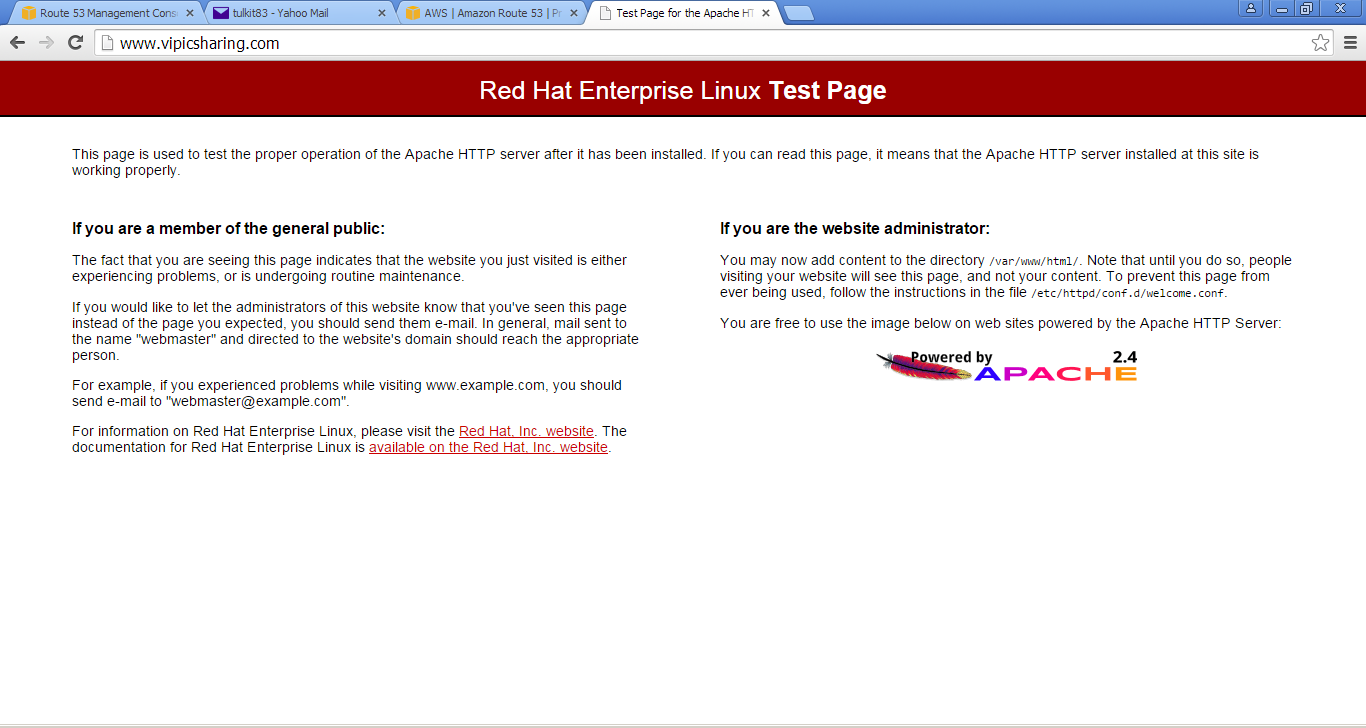 Route 53 Management Cons
tulkit83 - Yahoo Mail
AWS | Amazon Route 53 | Pr
Test Page for the Apache HT
www.vipicsharing.com
Red Hat Enterprise Linux Test Page
This page is used to test the proper operation of the Apache HTTP server after it has been installed. If you can read this page, it means that the Apache HTTP server installed at this site is
working properly.
If you are a member of the general public:
The fact that you are seeing this page indicates that the website you just visited is either
experiencing problems, or is undergoing routine maintenance.
If you would like to let the administrators of this website know that you've seen this page
instead of the page you expected, you should send them e-mail. In general, mail sent to
the name "webmaster" and directed to the website's domain should reach the appropriate
person.
For example, if you experienced problems while visiting www.example.com, you should
send e-mail to "webmaster@example.com".
For information on Red Hat Enterprise Linux, please visit the Red Hat, Inc. website. The
documentation for Red Hat Enterprise Linux is available on the Red Hat, Inc. website.
If you are the website administrator:
You may now add content to the directory /var/www/html/. Note that until you do so, people
visiting your website will see this page, and not your content. To prevent this page from
ever being used, follow the instructions in the file /etc/httpd/conf.d/welcome.conf.
You are free to use the image below on web sites powered by the Apache HTTP Server:
Powered by 2.4
APACHE